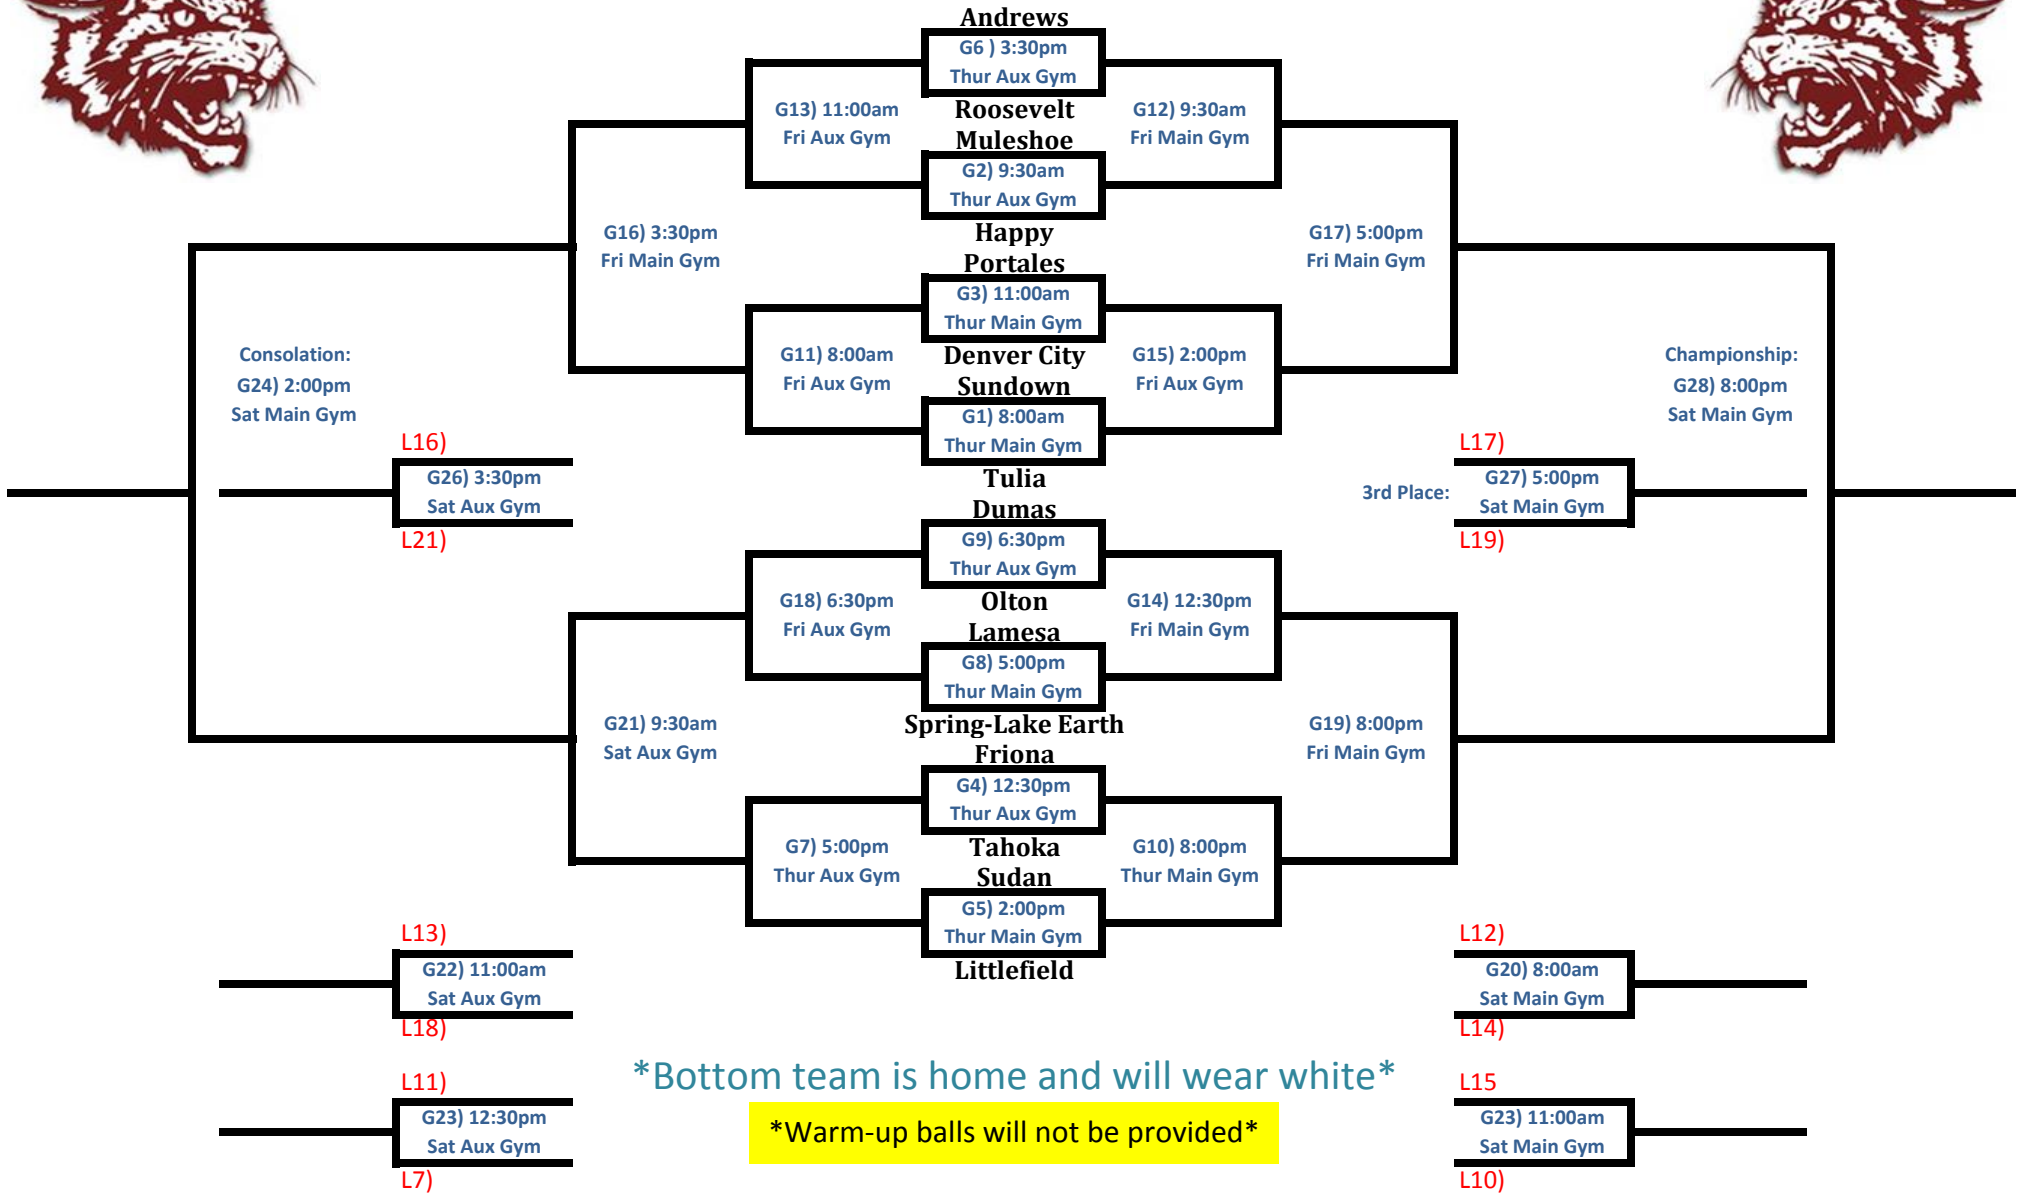 Andrews
G6 ) 3:30pm
Thur Aux Gym
G13) 11:00am
Fri Aux Gym
Roosevelt
Muleshoe
G12) 9:30am
Fri Main Gym
G2) 9:30am
Thur Aux Gym
G16) 3:30pm
Fri Main Gym
Happy
Portales
G17) 5:00pm
Fri Main Gym
G3) 11:00am
Thur Main Gym
Consolation:
G24) 2:00pm
Sat Main Gym
G11) 8:00am
Fri Aux Gym
Denver City
Sundown
G15) 2:00pm
Fri Aux Gym
Championship:
G28) 8:00pm
Sat Main Gym
G1) 8:00am
Thur Main Gym
L16)
G26) 3:30pm
Sat Aux Gym
L21)
Tulia
Dumas
3rd Place:
L17)
G27) 5:00pm
Sat Main Gym
L19)
G9) 6:30pm
Thur Aux Gym
G18) 6:30pm
Fri Aux Gym
Olton
Lamesa
G14) 12:30pm
Fri Main Gym
G8) 5:00pm
Thur Main Gym
G21) 9:30am
Sat Aux Gym
Spring-Lake Earth
Friona
G19) 8:00pm
Fri Main Gym
G4) 12:30pm
Thur Aux Gym
G7) 5:00pm
Thur Aux Gym
Tahoka
Sudan
G10) 8:00pm
Thur Main Gym
G5) 2:00pm
Thur Main Gym
Littlefield
L13)
G22) 11:00am
Sat Aux Gym
L18)
L12)
G20) 8:00am
Sat Main Gym
L14)
*Bottom team is home and will wear white*
*Warm-up balls will not be provided*
L11)
G23) 12:30pm
Sat Aux Gym
L7)
L15
G23) 11:00am
Sat Main Gym
L10)